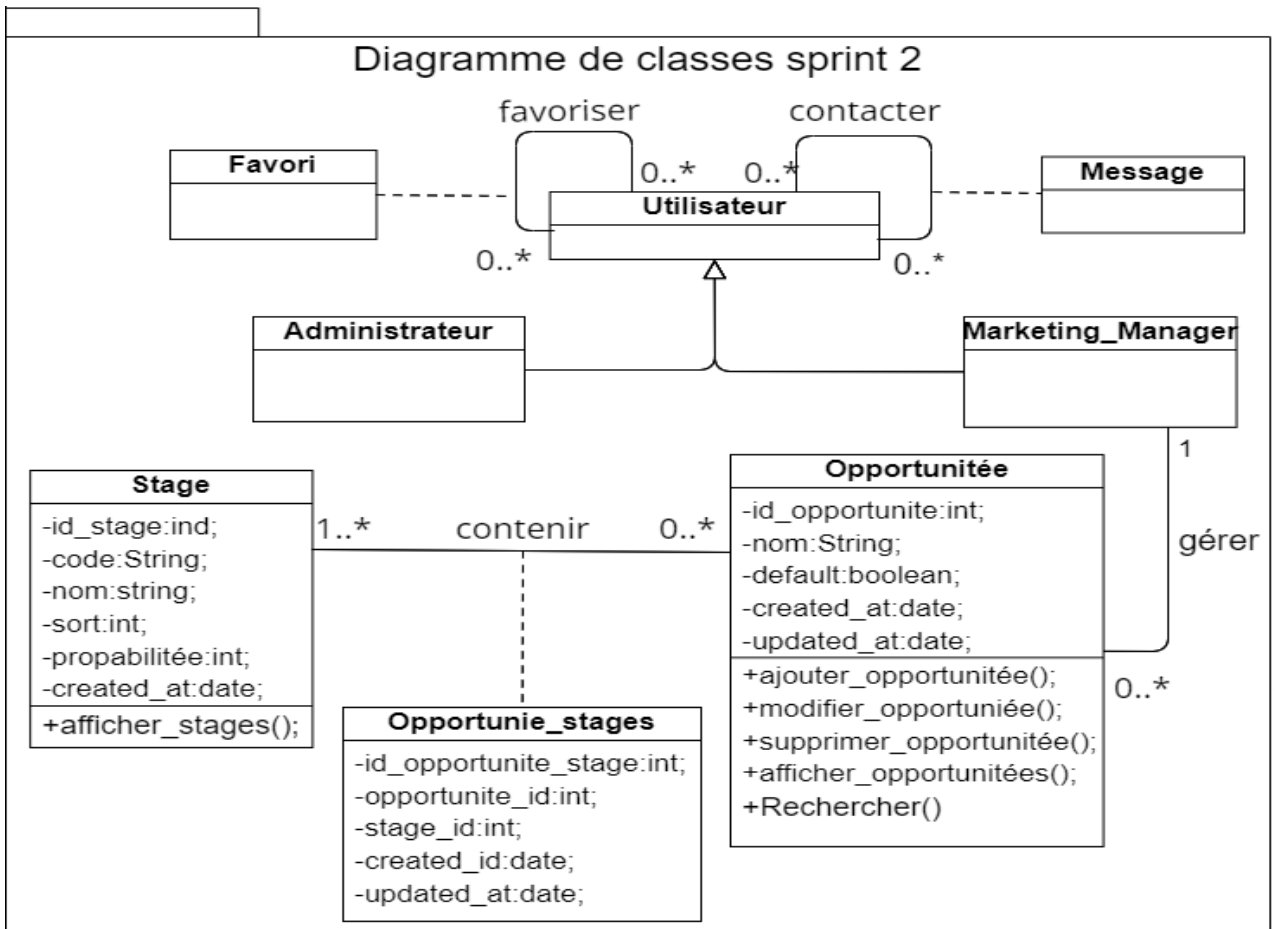 Diagramme de classes sprint 2
favoriser
contacter
Favori
0..*
0..*
Message
Utilisateur
0..*
0..*
Administrateur
Marketing_Manager
1
gérer
0..*
Stage
-id_stage:ind;
-code:String;
-nom:string;
-sort:int;
-propabilitée:int;
-created_at:date;
+afficher_stages();
1..*
contenir
0..*
Opportunitée
-id_opportunite:int;
-nom:String;
-default:boolean;
-created_at:date;
-updated_at:date;
+ajouter_opportunitée();
+modifier_opportuniée();
+supprimer_opportunitée();
+afficher_opportunitées();
+Rechercher()
Opportunie_stages
-id_opportunite_stage:int;
-opportunite_id:int;
-stage_id:int;
-created_id:date;
-updated_at:date;